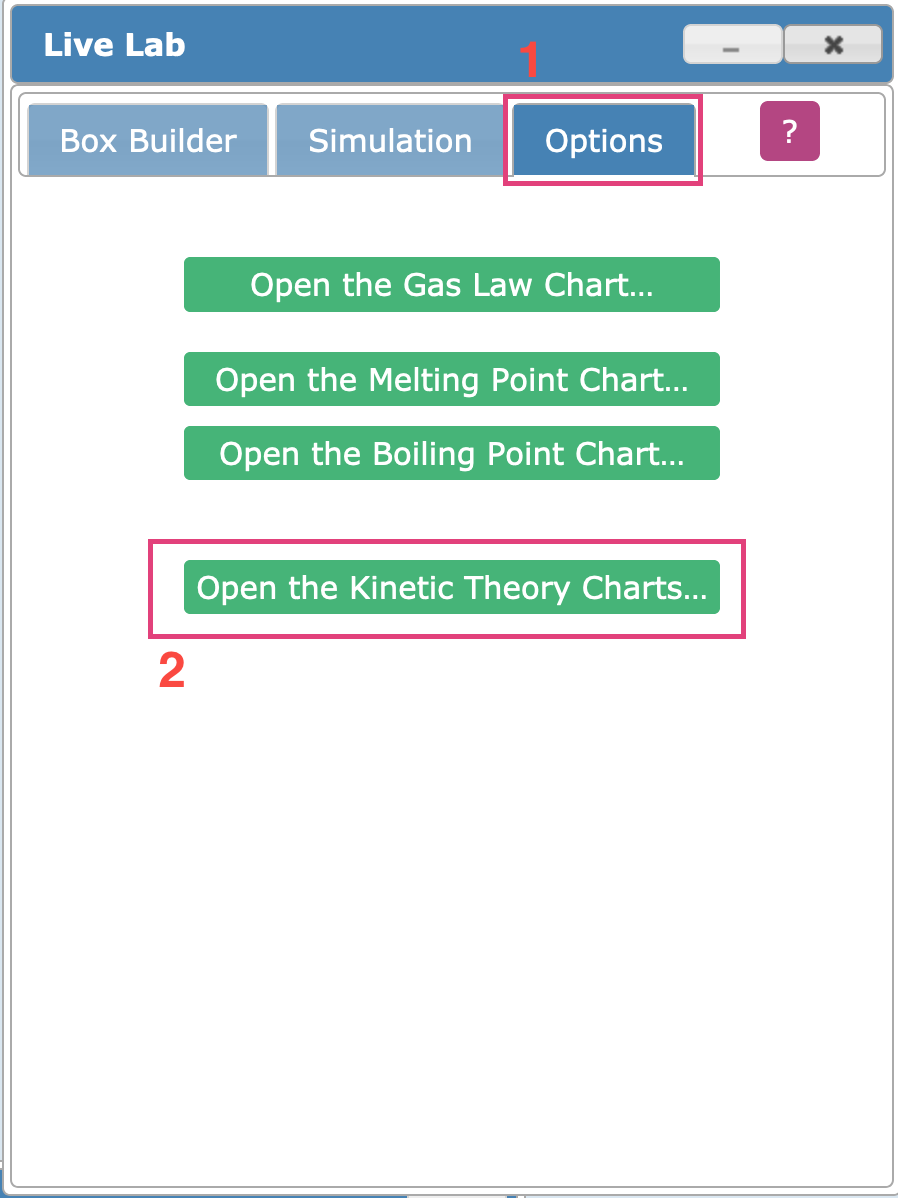 Live Lab
1
Box Builder Simulation Options ?
Open the Gas Law Chart...
Open the Melting Point Chart...
Open the Boiling Point Chart...
Open the Kinetic Theory Charts...
2